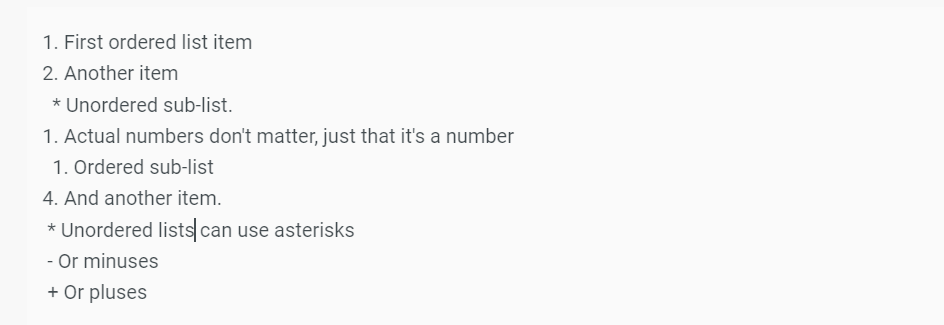 1. First ordered list item
2. Another item
* Unordered sub-list.
1. Actual numbers don't matter, just that it's a number
1. Ordered sub-list
4. And another item.
* Unordered lists can use asterisks
- Or minuses
+ Or pluses